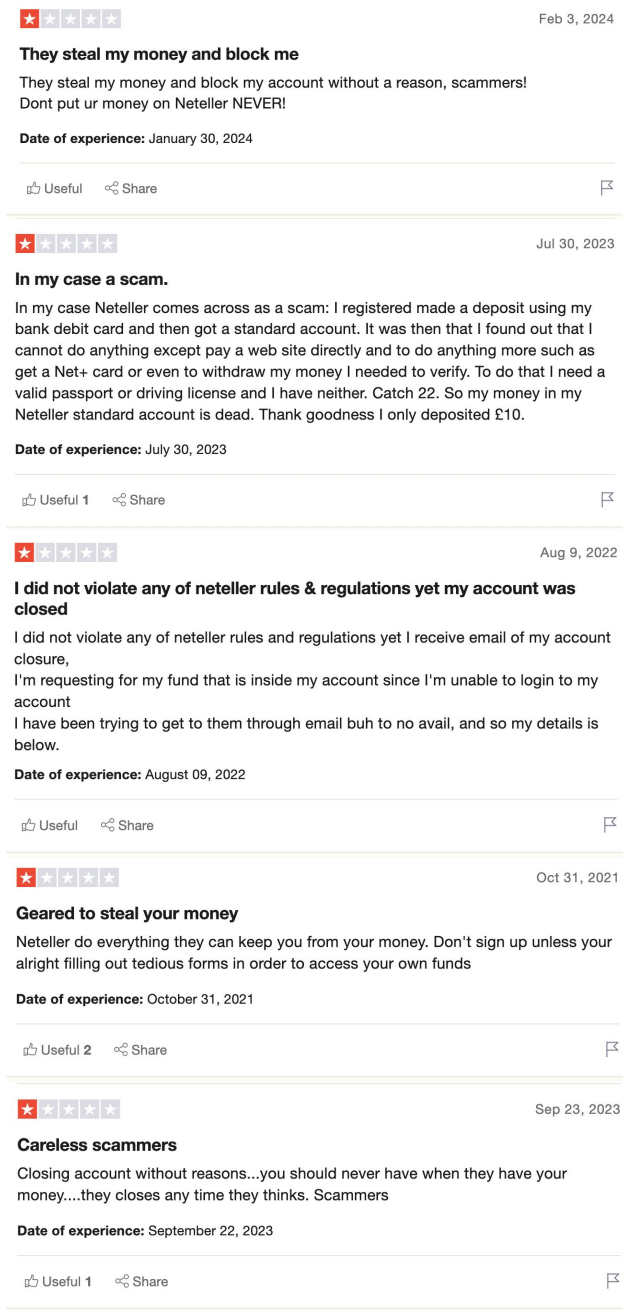 Feb 3, 2024
They steal my money and block me
They steal my money and block my account without a reason, scammers!
Dont put ur money on Neteller NEVER!
Date of experience: January 30, 2024
Useful Share
Jul 30, 2023
In my case a scam.
In my case Neteller comes across as a scam: I registered made a deposit using my
bank debit card and then got a standard account. It was then that I found out that I
cannot do anything except pay a web site directly and to do anything more such as
get a Net+ card or even to withdraw my money I needed to verify. To do that I need a
valid passport or driving license and I have neither. Catch 22. So my money in my
Neteller standard account is dead. Thank goodness I only deposited £10.
Date of experience: July 30, 2023
Useful 1 Share
Aug 9, 2022
I did not violate any of neteller rules & regulations yet my account was
closed
I did not violate any of neteller rules and regulations yet I receive email of my account
closure,
I'm requesting for my fund that is inside my account since I'm unable to login to my
account
I have been trying to get to them through email buh to no avail, and so my details is
below.
Date of experience: August 09, 2022
Useful Share
Oct 31, 2021
Geared to steal your money
Neteller do everything they can keep you from your money. Don't sign up unless your
alright filling out tedious forms in order to access your own funds
Date of experience: October 31, 2021
Useful 2 Share
Sep 23, 2023
Careless scammers
Closing account without reasons...you should never have when they have your
money....they closes any time they thinks. Scammers
Date of experience: September 22, 2023
Useful 1 Share